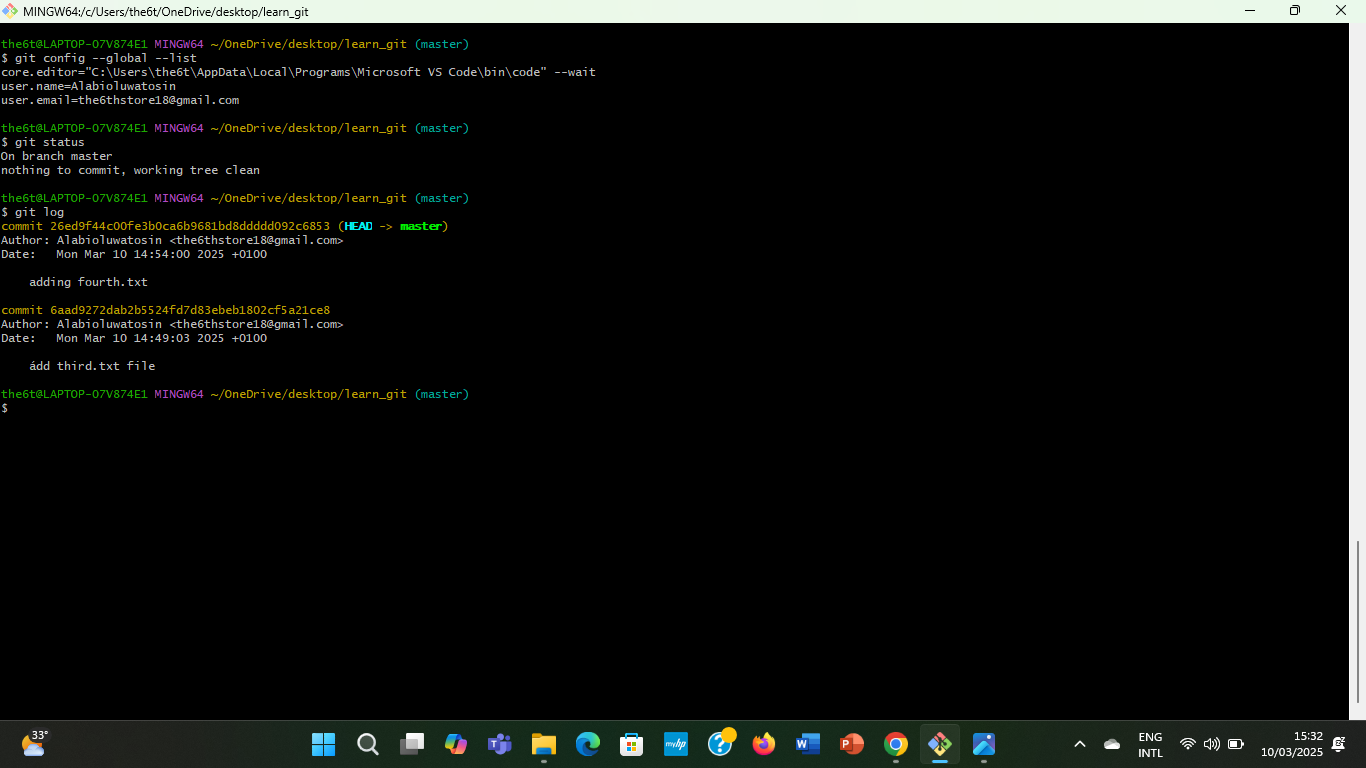 MINGW64:/c/Users/the6t/OneDrive/desktop/learn_git
the6t@LAPTOP-O7V874E1 MINGW64 ~/OneDrive/desktop/learn_git (master)
$ git config --global --list
core.editor="C:\Users\the6t\AppData\Local\Programs\Microsoft VS Code\bin\code" --wait
user.name=Alabioluwatosin
user.email=the6thstore18@gmail.com
the6t@LAPTOP-O7V874E1 MINGW64 ~/OneDrive/desktop/learn_git (master)
$ git status
On branch master
nothing to commit, working tree clean
the6t@LAPTOP-O7V874E1 MINGW64 ~/OneDrive/desktop/learn_git (master)
$ git log
commit 26ed9f44c00fe3b0ca6b9681bd8ddddd092c6853 (HEAD -> master)
Author: Alabioluwatosin <the6thstore18@gmail.com>
Date:   Mon Mar 10 14:54:00 2025 +0100
    adding fourth.txt
commit 6aad9272dab2b5524fd7d83ebeb1802cf5a21ce8
Author: Alabioluwatosin <the6thstore18@gmail.com>
Date:   Mon Mar 10 14:49:03 2025 +0100
    ádd third.txt file
the6t@LAPTOP-O7V874E1 MINGW64 ~/OneDrive/desktop/learn_git (master)
$
33°
myhp
ENG
INTL
15:32
10/03/2025